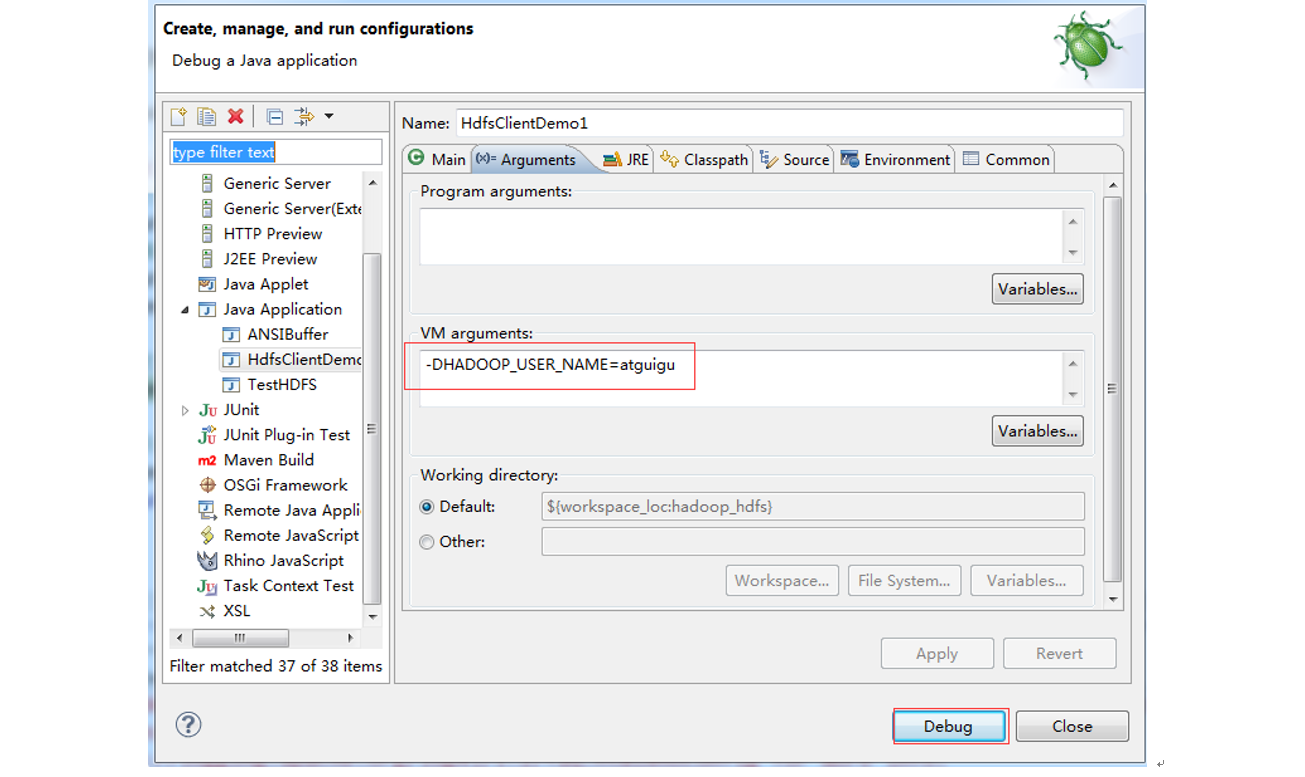 Create, manage, and run configurations
Debug a Java application
type filter text
Generic Server
Generic Server(Exte
HTTP Preview
J2EE Preview
Java Applet
Java Application
ANSIBuffer
HdfsClientDemo
TestHDFS
JUnit
JUnit Plug-in Test
Maven Build
OSGi Framework
Remote Java Appli
Remote JavaScript
Rhino JavaScript
Task Context Test
XSL
Filter matched 37 of 38 items
Name: HdfsClientDemo1
Main (x)= Arguments JRE Classpath Source Environment Common
Program arguments:
Variables...
VM arguments:
-DHADOOP_USER_NAME=atguigu
Variables...
Working directory:
Default: ${workspace_loc:hadoop_hdfs}
Other:
Workspace... File System... Variables...
Apply Revert
Debug Close